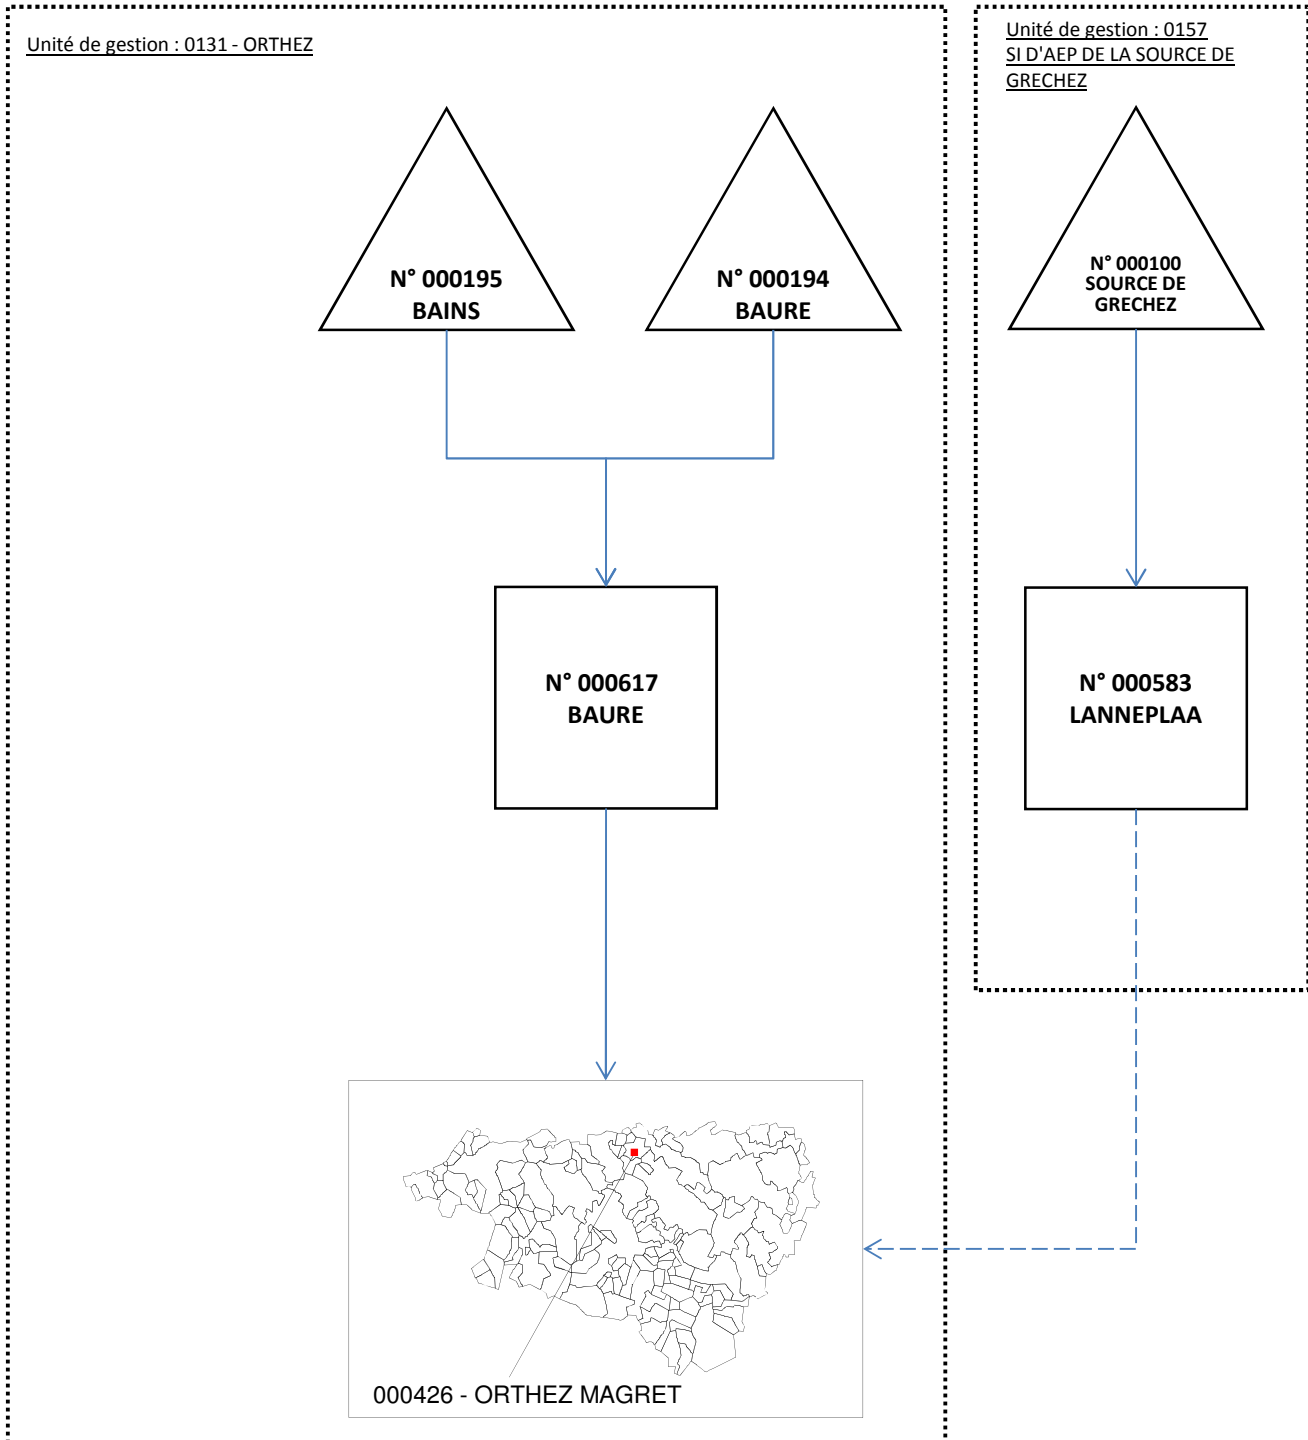 Unité de gestion : 0131 - ORTHEZ
Unité de gestion : 0157
SI D'AEP DE LA SOURCE DE
GRECHEZ
N° 000195
BAINS
N° 000194
BAURE
N° 000100
SOURCE DE
GRECHEZ
N° 000617
BAURE
N° 000583
LANNEPLAA
000426 - ORTHEZ MAGRET